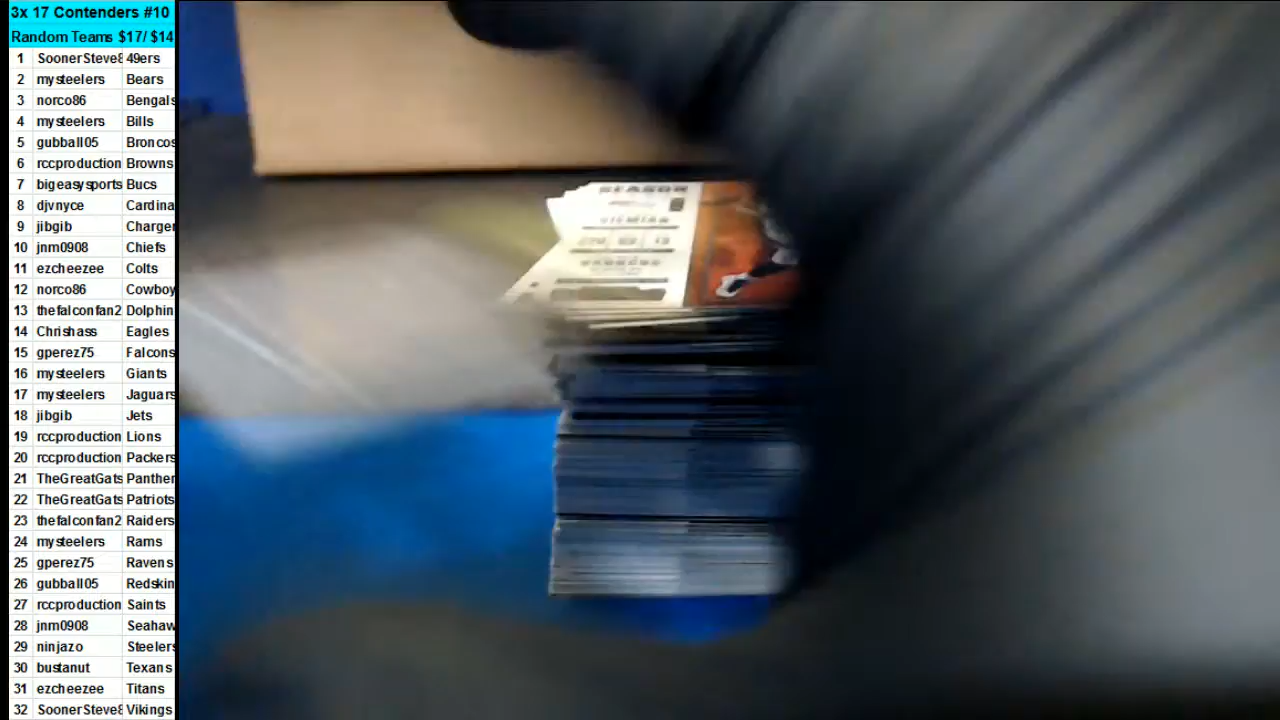 3x 17 Contenders #10
Random Teams $17/ $14
1 SoonerSteve8 49ers
2 mysteelers Bears
3 norco86 Bengals
4 mysteelers Bills
5 gubball05 Broncos
6 rccproduction Browns
7 bigeasysports Bucs
8 djvnyce Cardina
9 jibgib Charger
10 jnm0908 Chiefs
11 ezcheezee Colts
12 norco86 Cowboy
13 thefalconfan2 Dolphin
14 Chrishass Eagles
15 gperez75 Falcons
16 mysteelers Giants
17 mysteelers Jaguars
18 jibgib Jets
19 rccproduction Lions
20 rccproduction Packers
21 TheGreatGats Panther
22 TheGreatGats Patriots
23 thefalconfan2 Raiders
24 mysteelers Rams
25 gperez75 Ravens
26 gubball05 Redskin
27 rccproduction Saints
28 jnm0908 Seahaw
29 ninjazo Steelers
30 bustanut Texans
31 ezcheezee Titans
32 SoonerSteve8 Vikings
SEASON